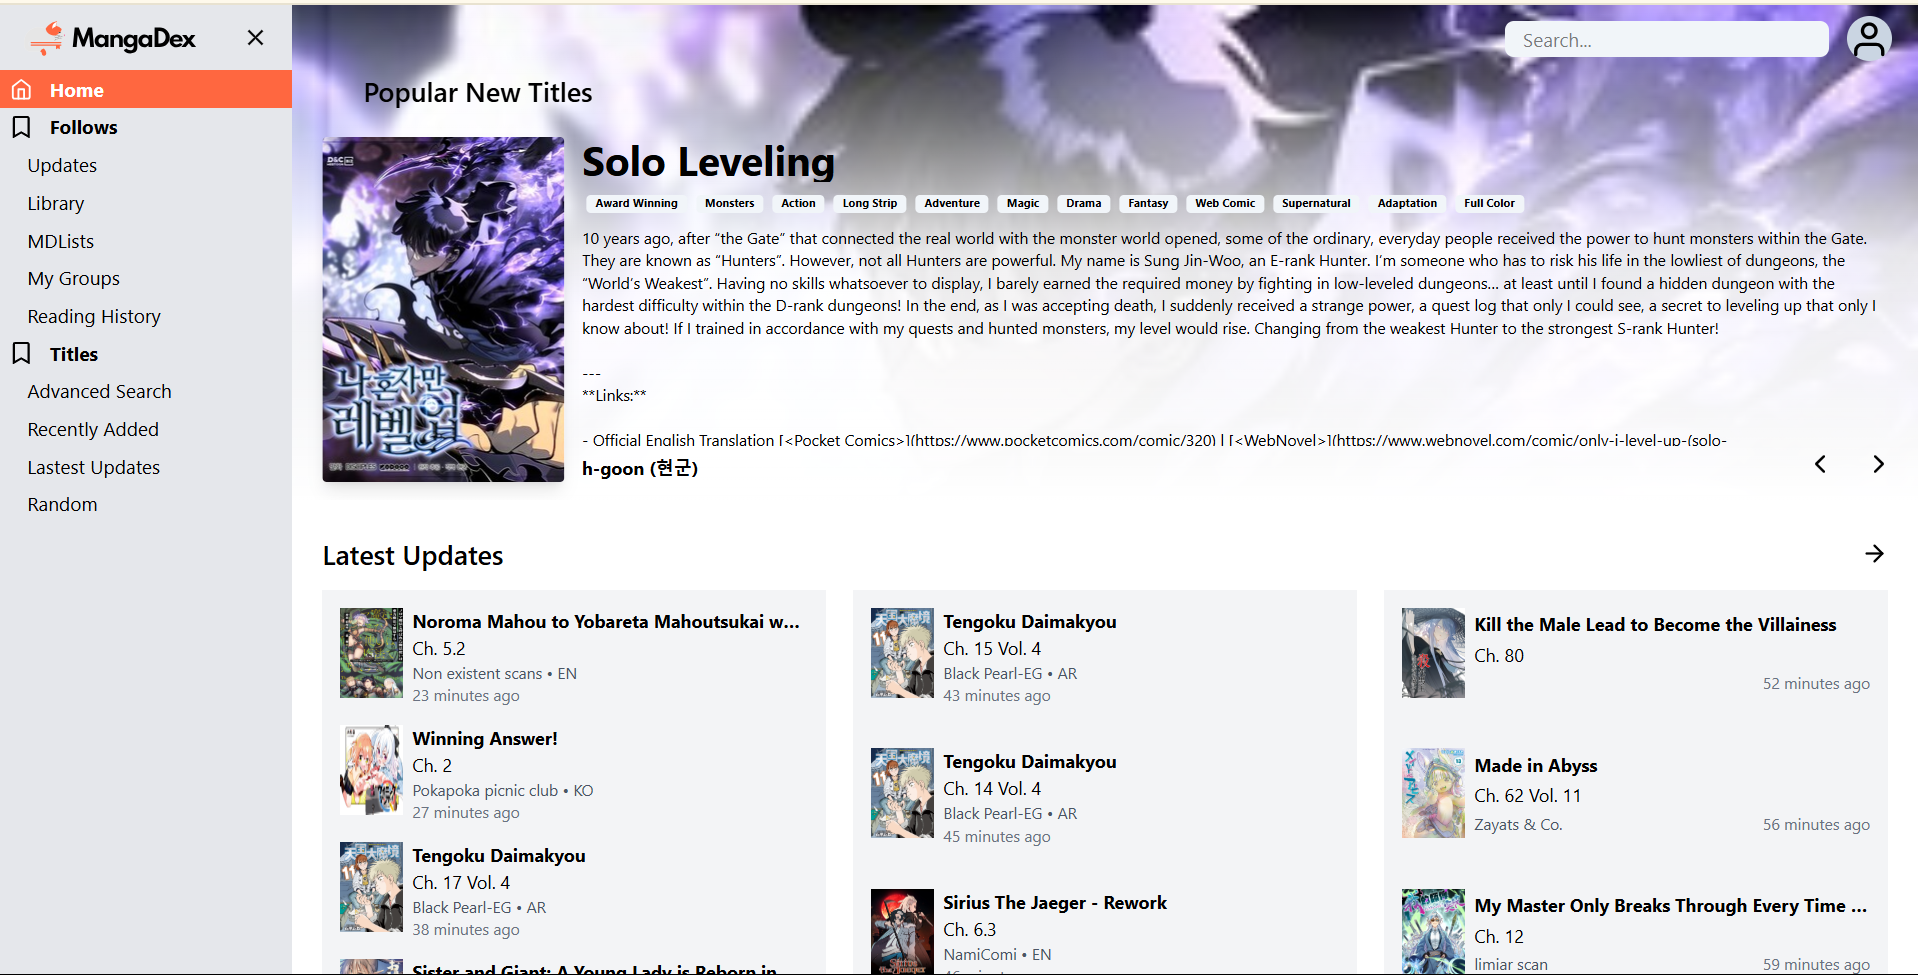 MangaDex
Search...
Home
Follows
Updates
Library
MDLists
My Groups
Reading History
Titles
Advanced Search
Recently Added
Lastest Updates
Random
Popular New Titles
D&C
나 혼자만
레벨업
Solo Leveling
Award Winning Monsters Action Long Strip Adventure Magic Drama Fantasy Web Comic Supernatural Adaptation Full Color
10 years ago, after “the Gate” that connected the real world with the monster world opened, some of the ordinary, everyday people received the power to hunt monsters within the Gate.
They are known as “Hunters”. However, not all Hunters are powerful. My name is Sung Jin-Woo, an E-rank Hunter. I’m someone who has to risk his life in the lowliest of dungeons, the
“World’s Weakest”. Having no skills whatsoever to display, I barely earned the required money by fighting in low-leveled dungeons… at least until I found a hidden dungeon with the
hardest difficulty within the D-rank dungeons! In the end, as I was accepting death, I suddenly received a strange power, a quest log that only I could see, a secret to leveling up that only I
know about! If I trained in accordance with my quests and hunted monsters, my level would rise. Changing from the weakest Hunter to the strongest S-rank Hunter!
---
**Links:**
- Official English Translation [<Pocket Comics>](https://www.pocketcomics.com/comic/320) | [<WebNovel>](https://www.webnovel.com/comic/only-i-level-up-(solo-
h-goon (현군)
Latest Updates
Noroma Mahou to Yobareta Mahoutsukai w...
Ch. 5.2
Non existent scans • EN
23 minutes ago
Winning Answer!
Ch. 2
Pokapoka picnic club • KO
27 minutes ago
Tengoku Daimakyou
Ch. 17 Vol. 4
Black Pearl-EG • AR
38 minutes ago
Sister and Giant: A Young Lady is Reborn in
Tengoku Daimakyou
Ch. 15 Vol. 4
Black Pearl-EG • AR
43 minutes ago
Tengoku Daimakyou
Ch. 14 Vol. 4
Black Pearl-EG • AR
45 minutes ago
Sirius The Jaeger - Rework
Ch. 6.3
NamiComi • EN
Kill the Male Lead to Become the Villainess
Ch. 80
52 minutes ago
Made in Abyss
Ch. 62 Vol. 11
Zayats & Co.
56 minutes ago
My Master Only Breaks Through Every Time ...
Ch. 12
limiar scan
59 minutes ago